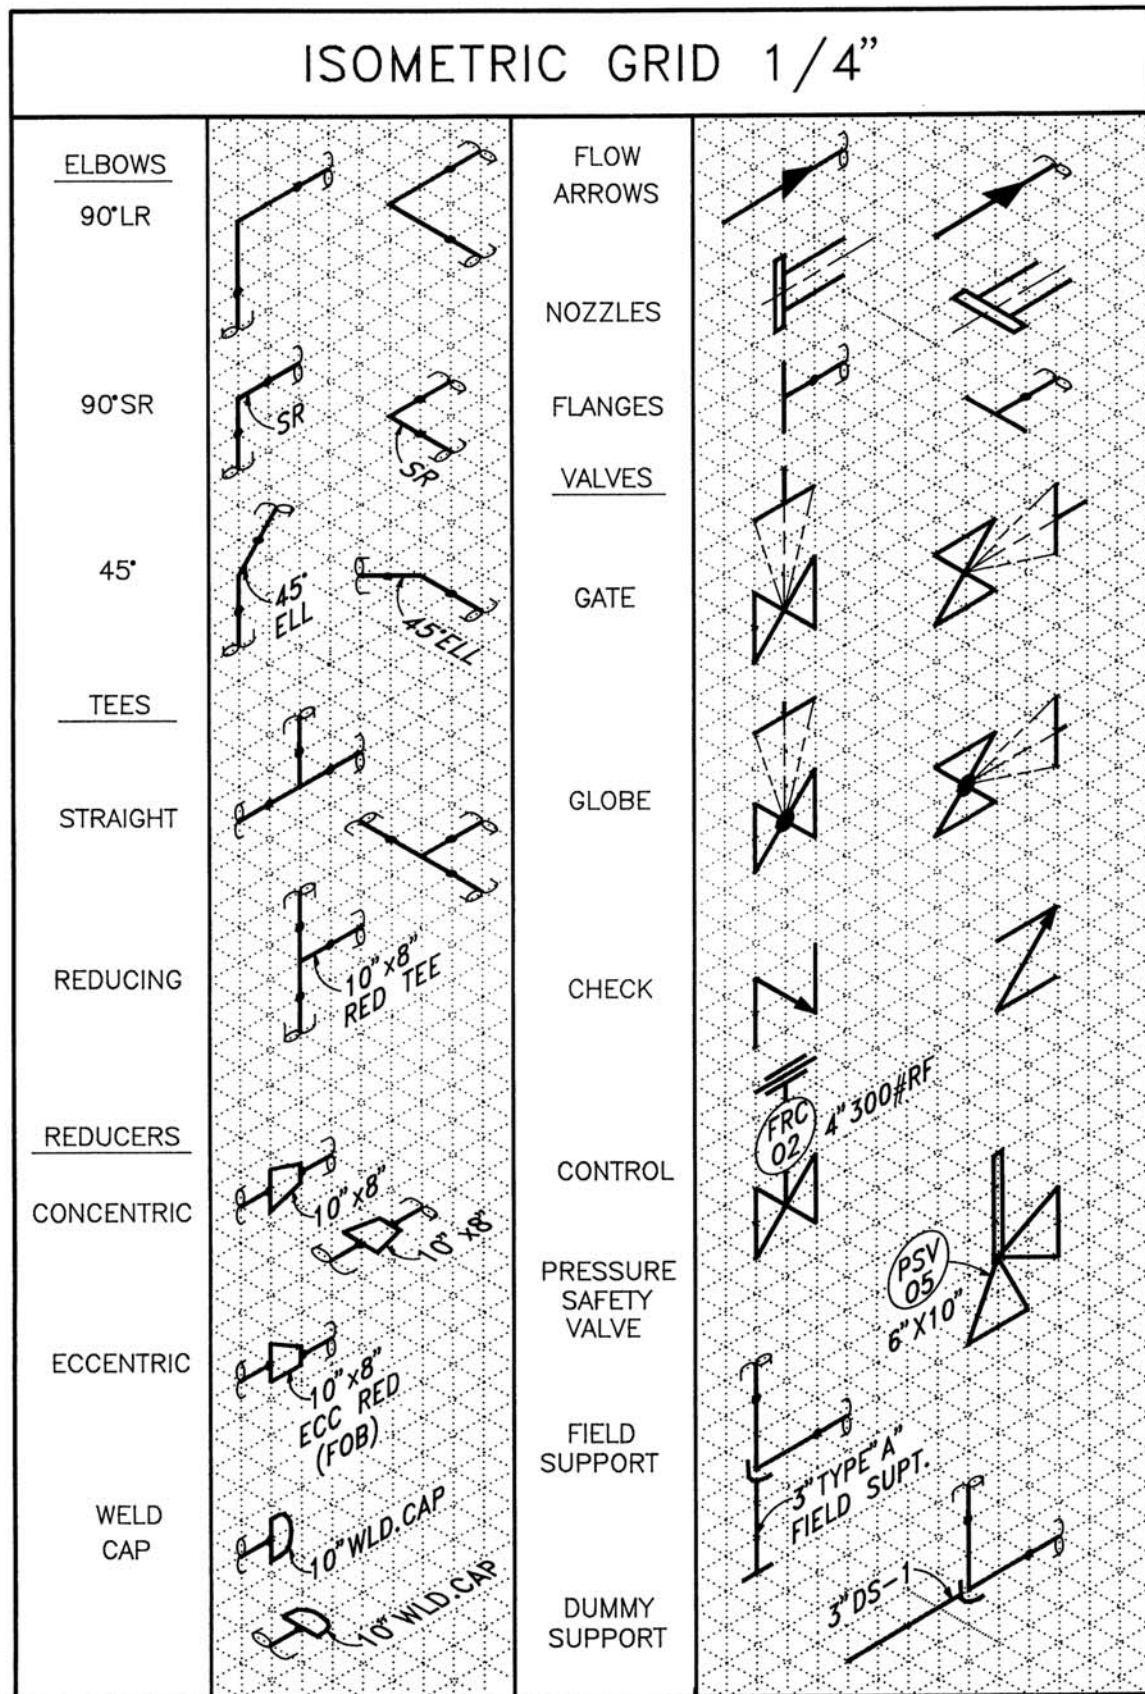 ISOMETRIC GRID 1/4"
ELBOWS
90°LR
90°SR
SR
SR
45°
45°
ELL
45°ELL
TEES
STRAIGHT
REDUCING
10"x8"
RED TEE
REDUCERS
CONCENTRIC
10"x8"
10"x8"
ECCENTRIC
10"x8"
ECC RED
(FOB)
WELD
CAP
10"WLD.CAP
10"WLD.CAP
FLOW
ARROWS
NOZZLES
FLANGES
VALVES
GATE
GLOBE
CHECK
CONTROL
FRC
02
4"300#RF
PRESSURE
SAFETY
VALVE
PSV
05
6"X10"
FIELD
SUPPORT
3"TYPE"A"
FIELD SUPT.
DUMMY
SUPPORT
3"DS-1